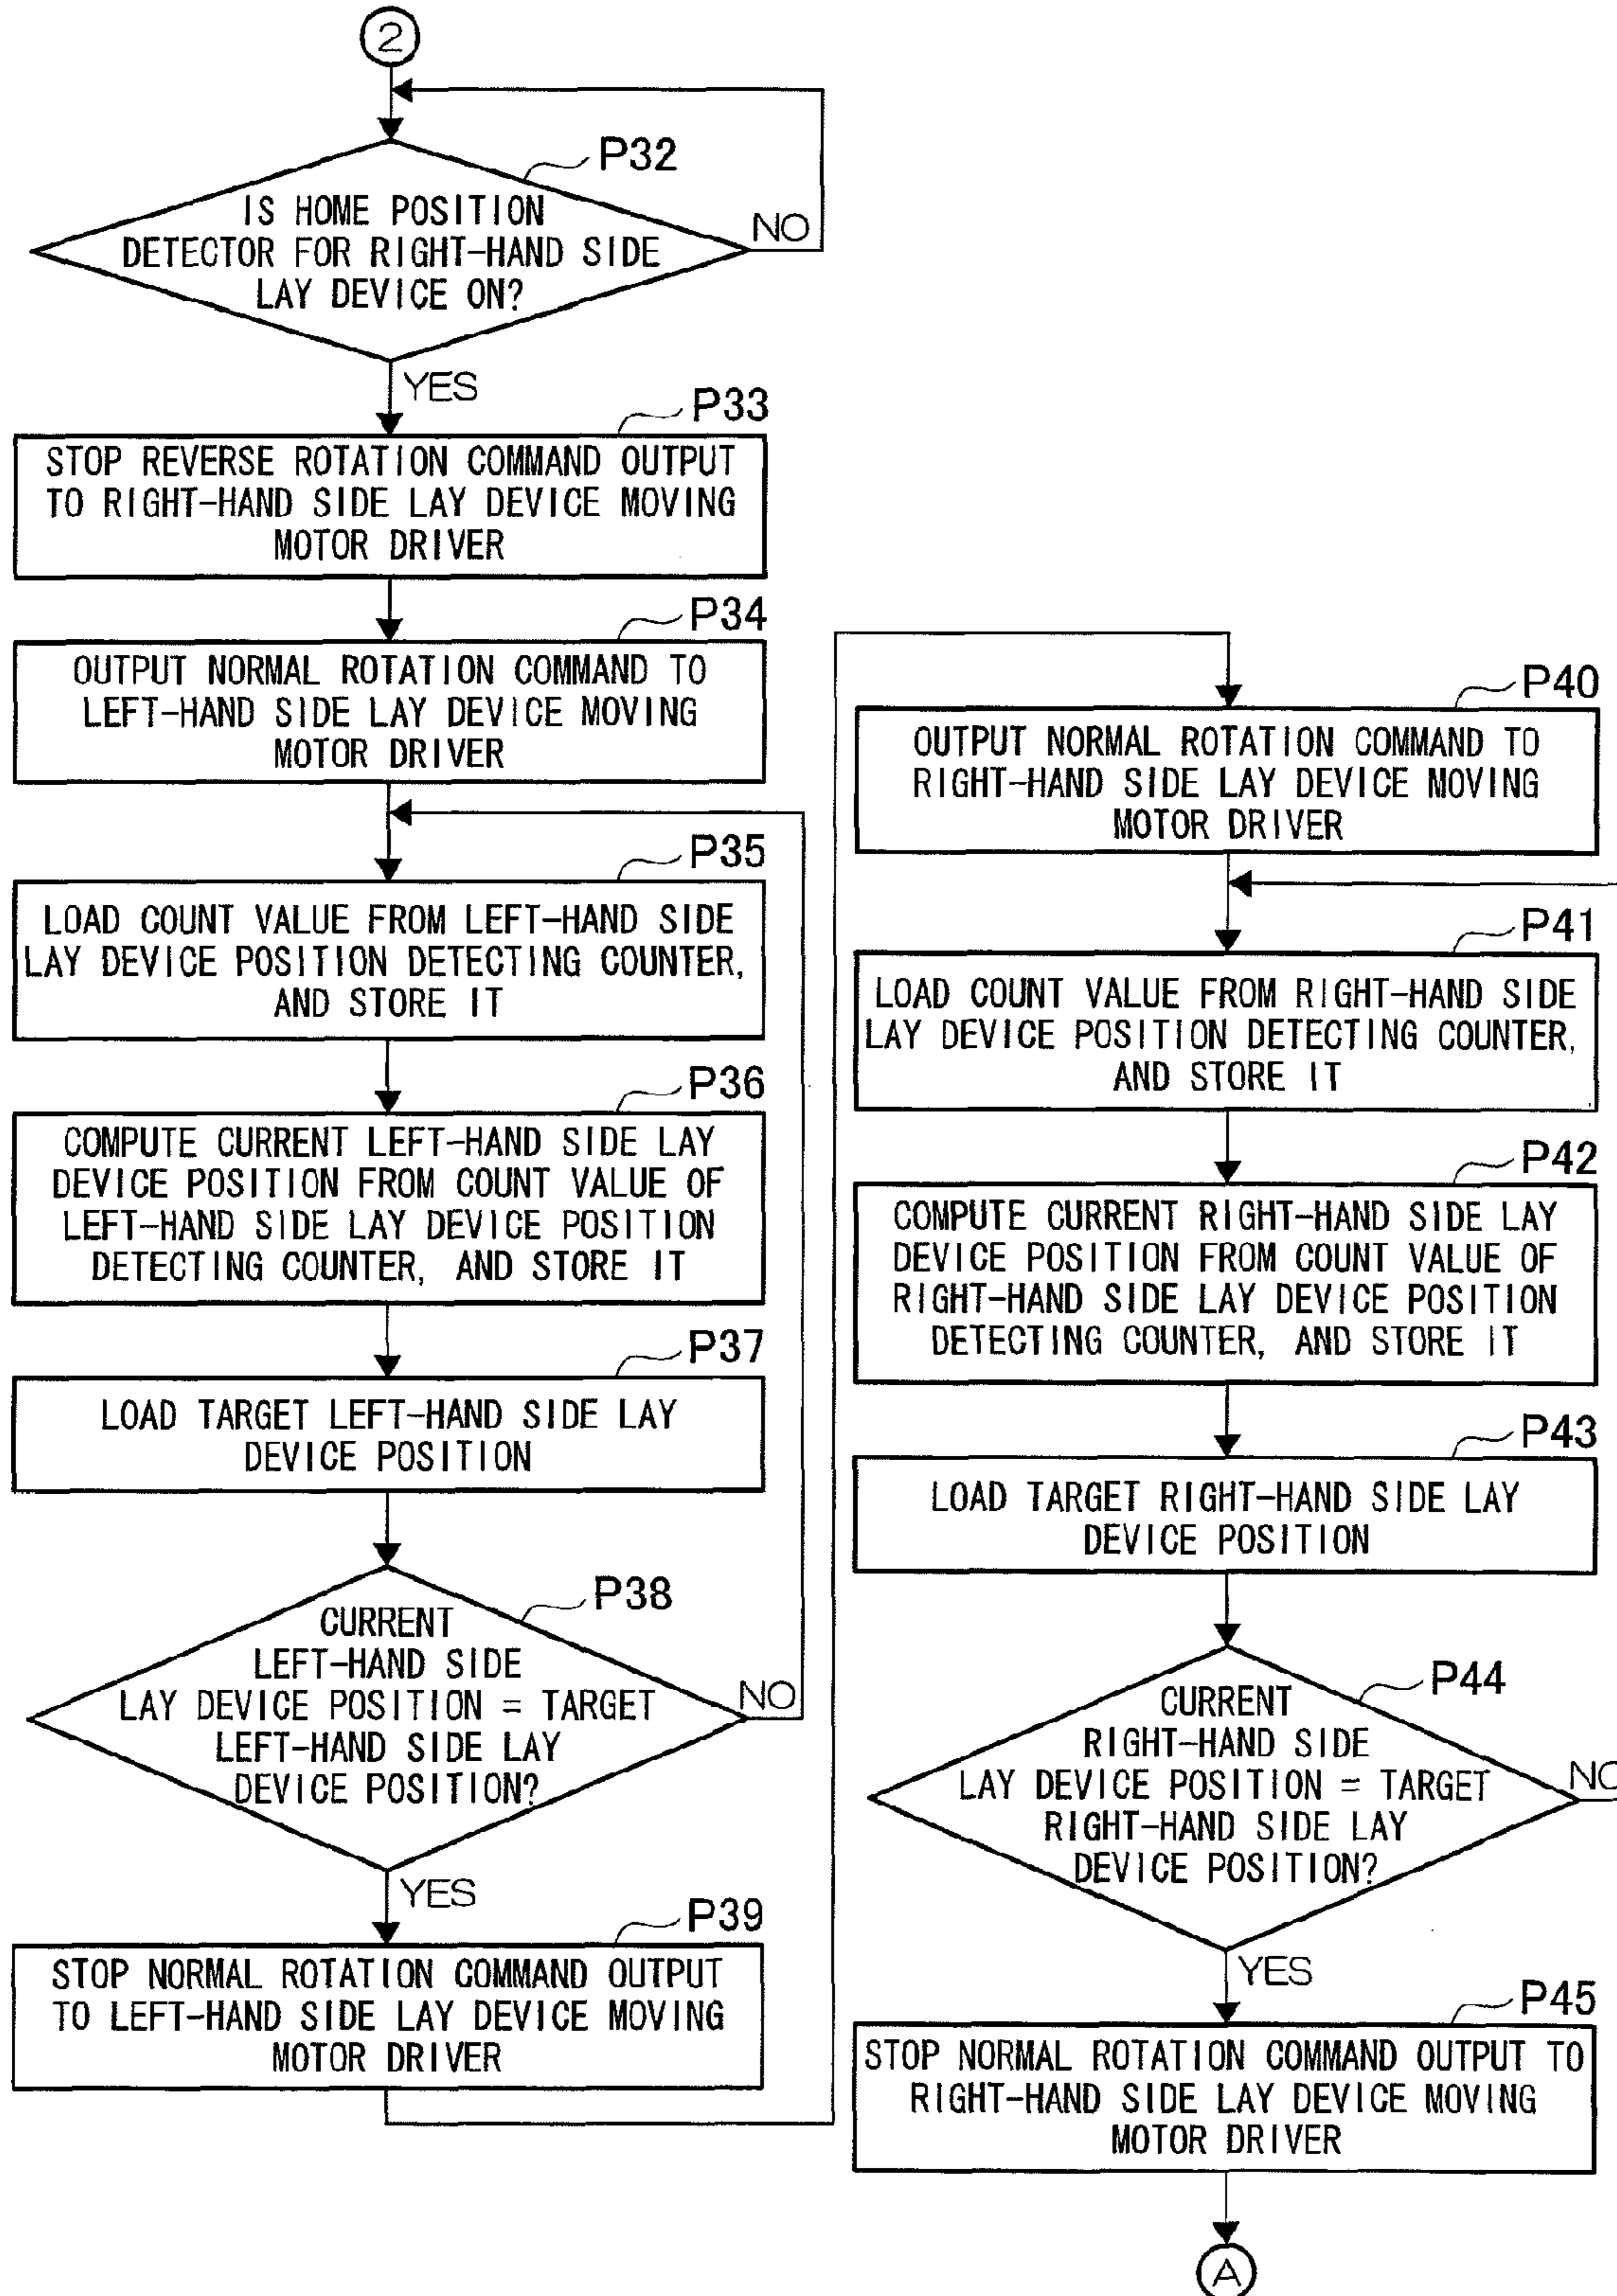 2
P32
IS HOME POSITION
DETECTOR FOR RIGHT-HAND SIDE
LAY DEVICE ON?
NO
YES
P33
STOP REVERSE ROTATION COMMAND OUTPUT
TO RIGHT-HAND SIDE LAY DEVICE MOVING
MOTOR DRIVER
P34
OUTPUT NORMAL ROTATION COMMAND TO
LEFT-HAND SIDE LAY DEVICE MOVING
MOTOR DRIVER
P35
LOAD COUNT VALUE FROM LEFT-HAND SIDE
LAY DEVICE POSITION DETECTING COUNTER,
AND STORE IT
P36
COMPUTE CURRENT LEFT-HAND SIDE LAY
DEVICE POSITION FROM COUNT VALUE OF
LEFT-HAND SIDE LAY DEVICE POSITION
DETECTING COUNTER, AND STORE IT
P37
LOAD TARGET LEFT-HAND SIDE LAY
DEVICE POSITION
P38
CURRENT
LEFT-HAND SIDE
LAY DEVICE POSITION = TARGET
LEFT-HAND SIDE LAY
DEVICE POSITION?
NO
YES
P39
STOP NORMAL ROTATION COMMAND OUTPUT
TO LEFT-HAND SIDE LAY DEVICE MOVING
MOTOR DRIVER
P40
OUTPUT NORMAL ROTATION COMMAND TO
RIGHT-HAND SIDE LAY DEVICE MOVING
MOTOR DRIVER
P41
LOAD COUNT VALUE FROM RIGHT-HAND SIDE
LAY DEVICE POSITION DETECTING COUNTER,
AND STORE IT
P42
COMPUTE CURRENT RIGHT-HAND SIDE LAY
DEVICE POSITION FROM COUNT VALUE OF
RIGHT-HAND SIDE LAY DEVICE POSITION
DETECTING COUNTER, AND STORE IT
P43
LOAD TARGET RIGHT-HAND SIDE LAY
DEVICE POSITION
P44
CURRENT
RIGHT-HAND SIDE
LAY DEVICE POSITION = TARGET
RIGHT-HAND SIDE LAY
DEVICE POSITION?
NO
YES
P45
STOP NORMAL ROTATION COMMAND OUTPUT TO
RIGHT-HAND SIDE LAY DEVICE MOVING
MOTOR DRIVER
A